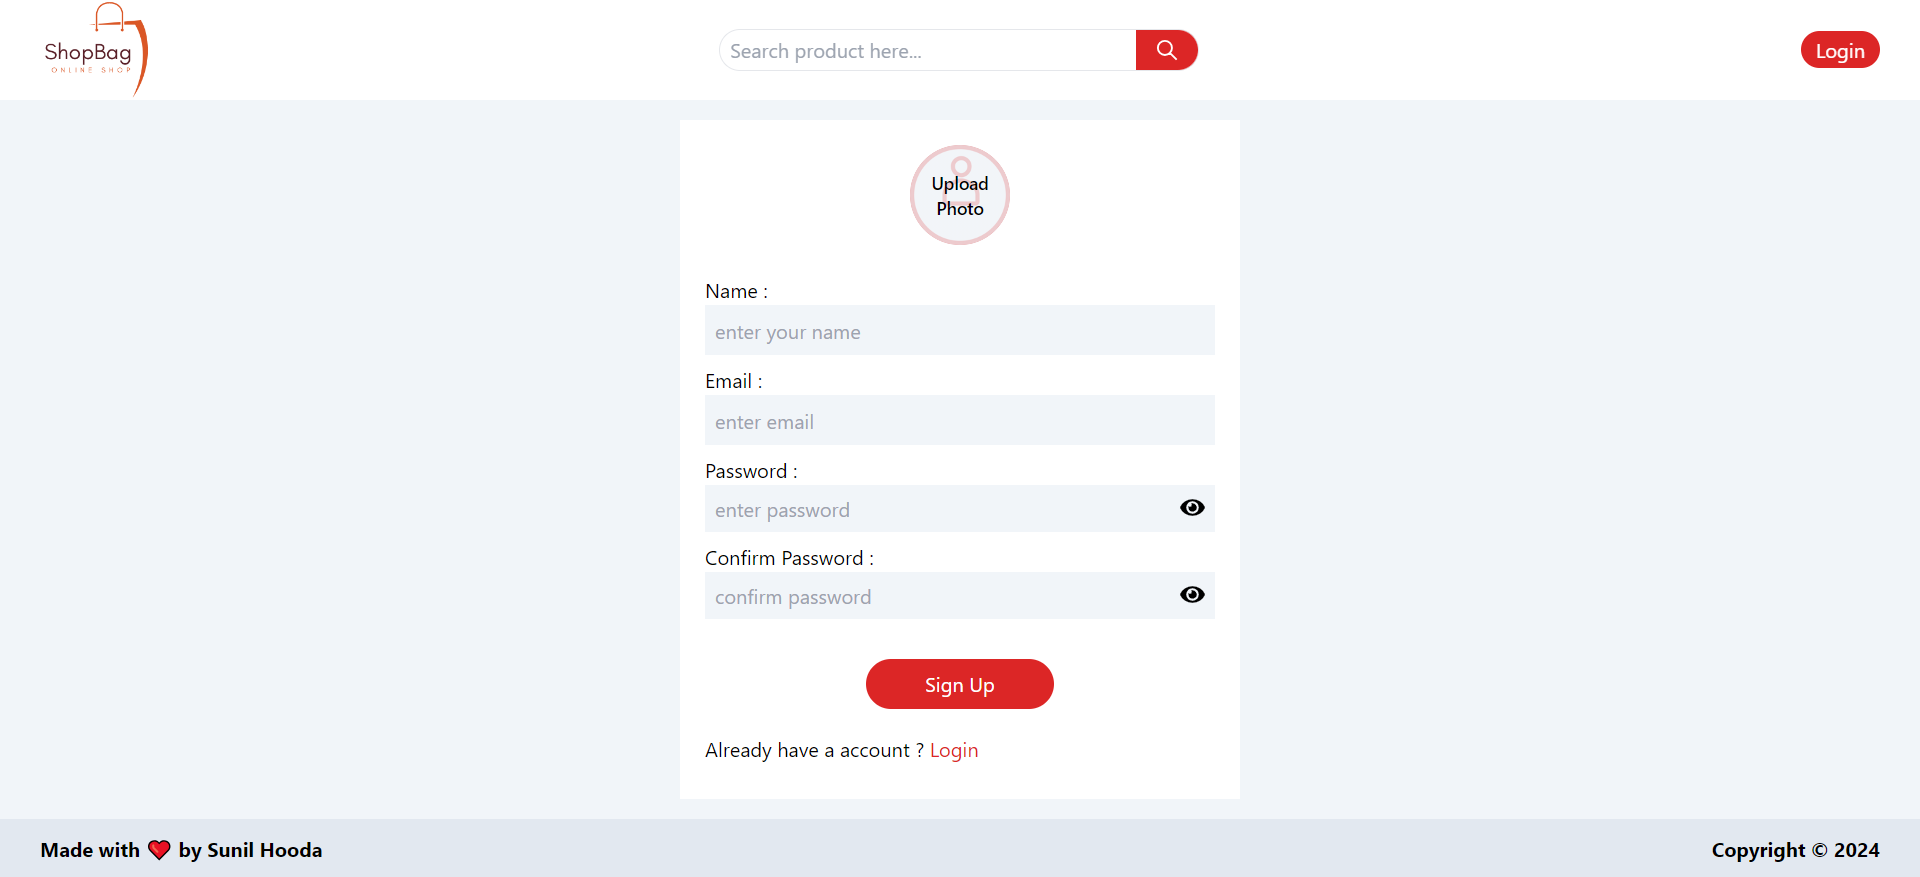 ShopBag
ONLINE SHOP
Search product here...
Login
Upload
Photo
Name :
enter your name
Email :
enter email
Password :
enter password
Confirm Password :
confirm password
Sign Up
Already have a account ? Login
Made with ❤️ by Sunil Hooda
Copyright © 2024